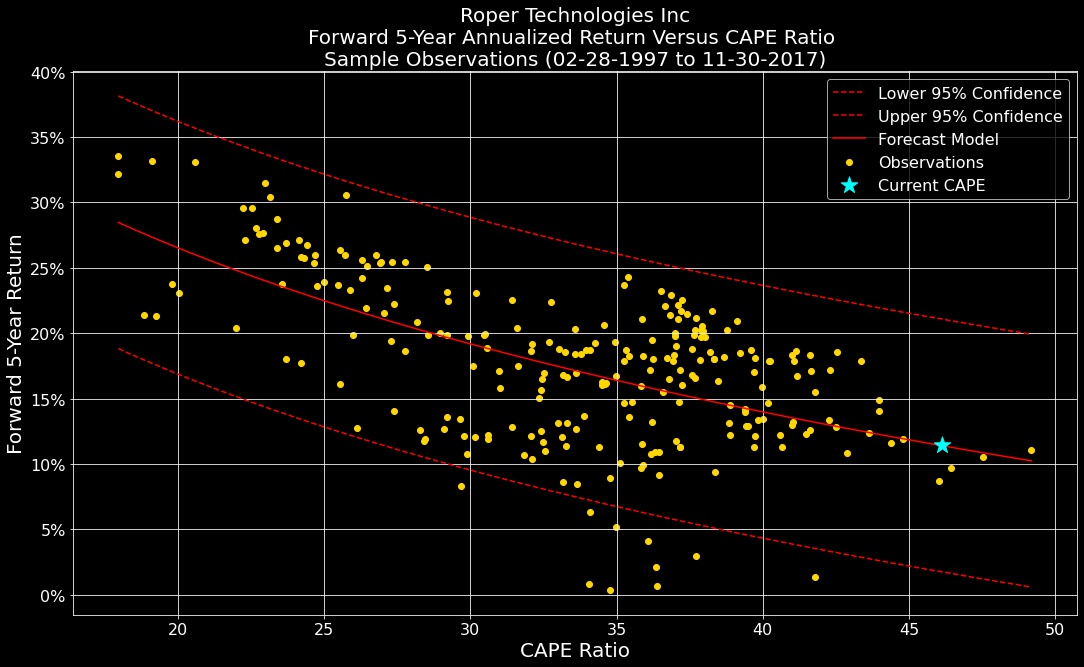 Roper Technologies Inc
Forward 5-Year Annualized Return Versus CAPE Ratio
Sample Observations (02-28-1997 to 11-30-2017)
Lower 95% Confidence
Upper 95% Confidence
Forecast Model
Observations
Current CAPE
Forward 5-Year Return
40%
35%
30%
25%
20%
15%
10%
5%
0%
20 25 30 35 40 45 50
CAPE Ratio